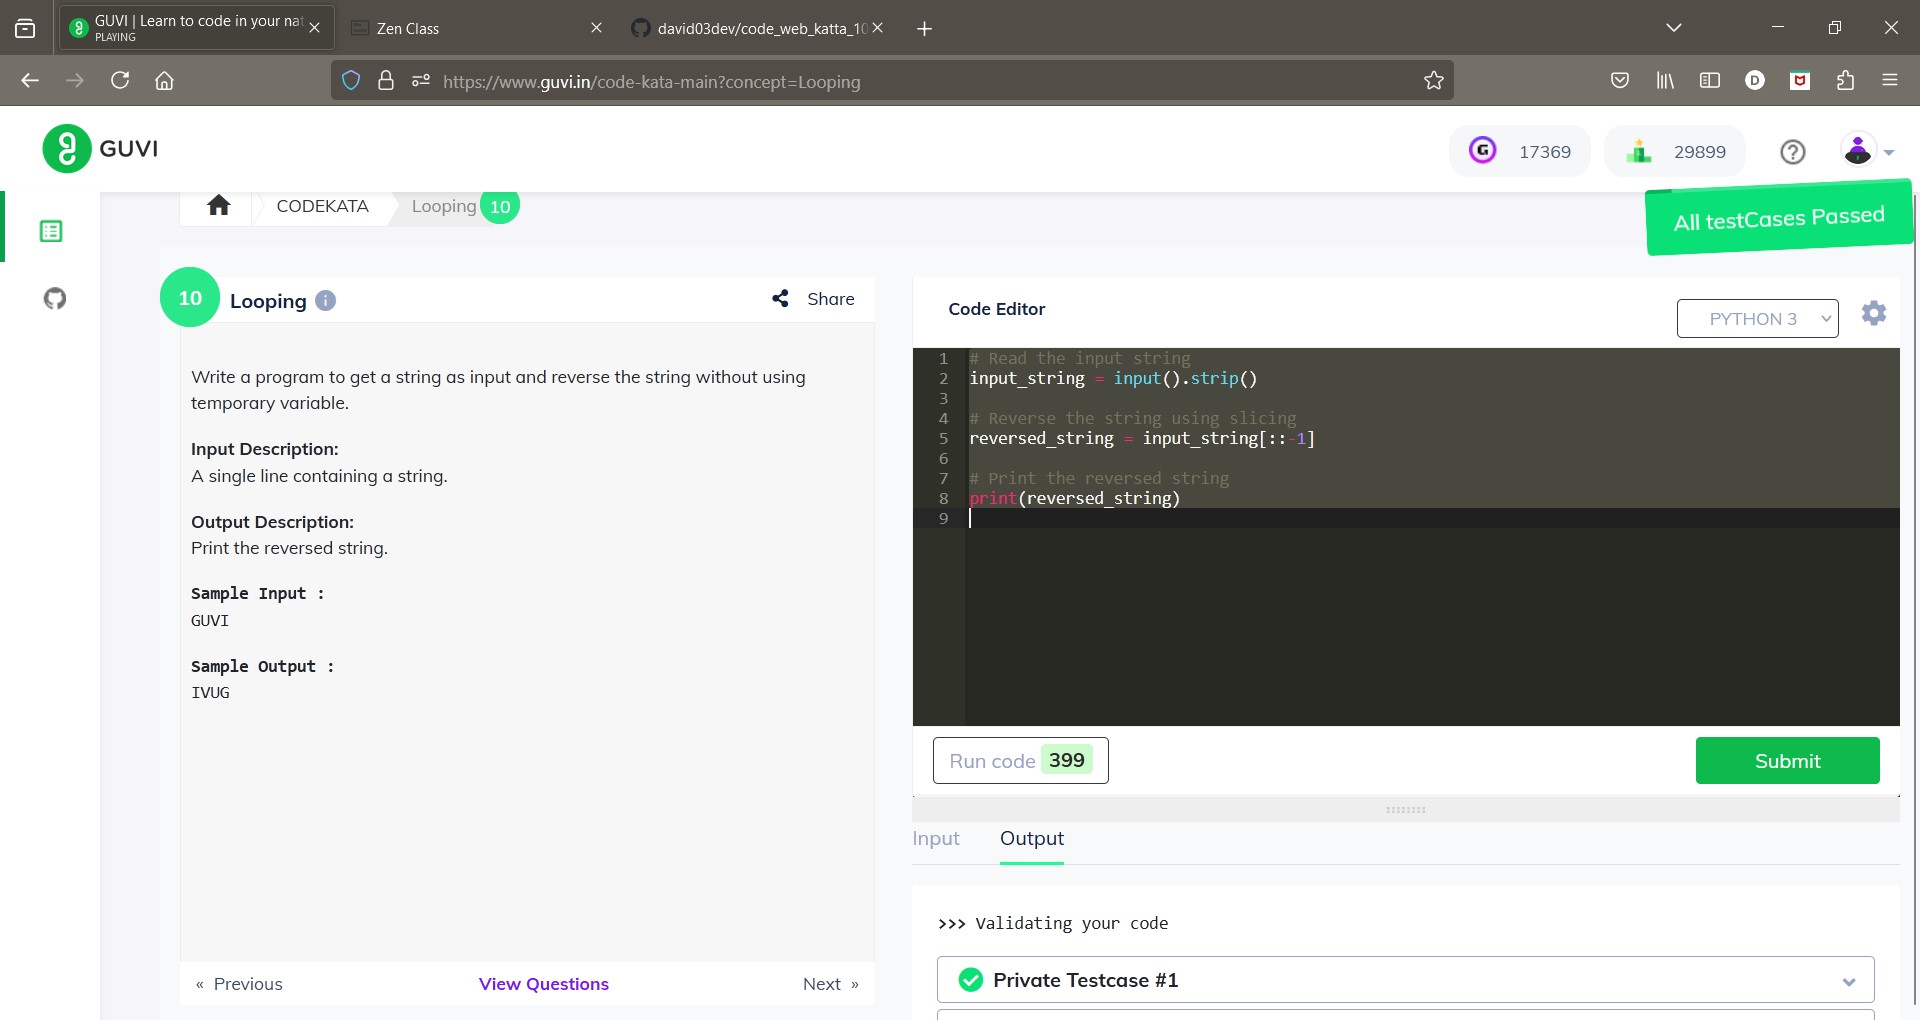 GUVI | Learn to code in your nat
PLAYING
Zen Class
david03dev/code_web_katta_10
https://www.guvi.in/code-kata-main?concept=Looping
D
GUVI
G
17369
29899
CODEKATA
Looping
10
All testCases Passed
10
Looping
Share
Write a program to get a string as input and reverse the string without using
temporary variable.
Input Description:
A single line containing a string.
Output Description:
Print the reversed string.
Sample Input :
GUVI
Sample Output :
IVUG
« Previous
View Questions
Next »
Code Editor
PYTHON 3
1 # Read the input string
2 input_string = input().strip()
3
4 # Reverse the string using slicing
5 reversed_string = input_string[::-1]
6
7 # Print the reversed string
8 print(reversed_string)
9
Run code 399
Submit
Input
Output
>>> Validating your code
Private Testcase #1